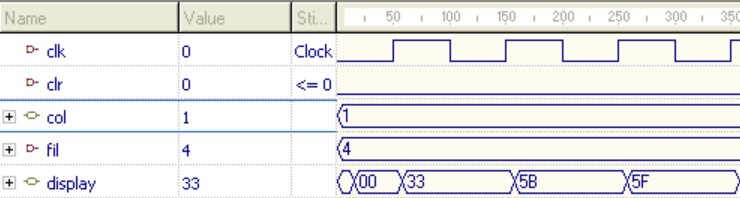 Name Value Sti... 50 100 150 200 250 300 350
clk 0 Clock
clr 0 <= 0
col 1 1
fil 4 4
display 33 00 33 5B 5F